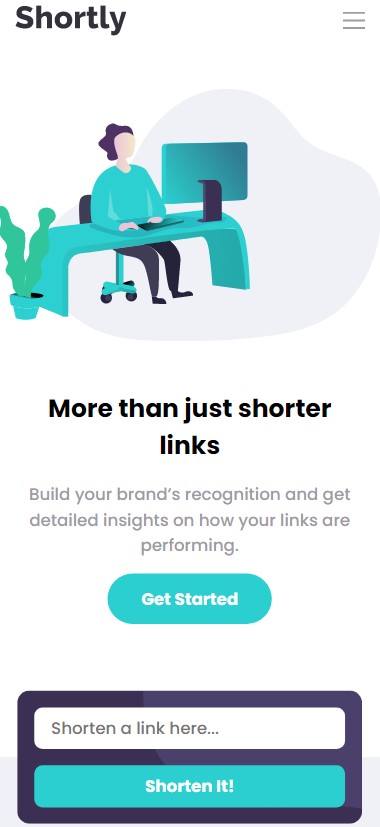 Shortly
More than just shorter
links
Build your brand’s recognition and get
detailed insights on how your links are
performing.
Get Started
Shorten a link here...
Shorten It!